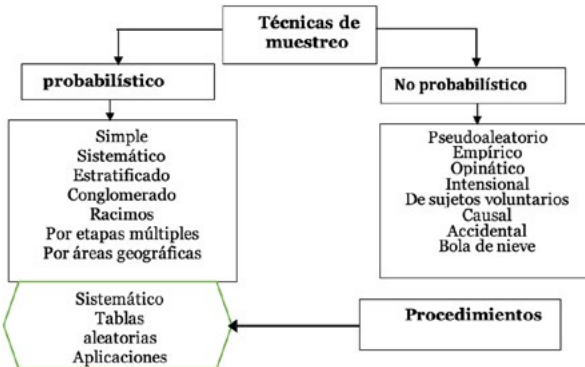 Técnicas de
muestreo
probabilístico
No probabilístico
Simple
Sistemático
Estratificado
Conglomerado
Racimos
Por etapas múltiples
Por áreas geográficas
Pseudoaleatorio
Empírico
Opinático
Intensional
De sujetos voluntarios
Causal
Accidental
Bola de nieve
Sistemático
Tablas
aleatorias
Aplicaciones
Procedimientos